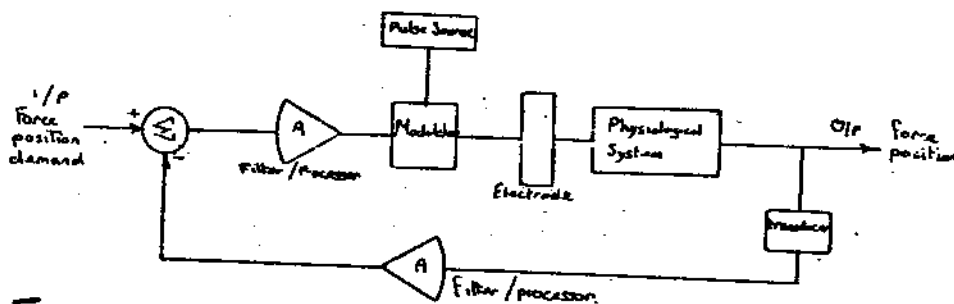 Pulse Source
i/p
force
position
demand
+
Σ
-
A
Filter/processor
Modulator
Electrode
Physiological
System
O/P
force
position
Transducer
A
Filter/processor